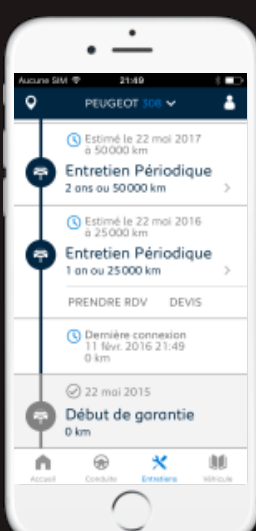 Aucune SIM 21:49
PEUGEOT 308
Estimé le 22 mai 2017
à 50000 km
Entretien Périodique
2 ans ou 50000 km
Estimé le 22 mai 2016
à 25000 km
Entretien Périodique
1 an ou 25000 km
PRENDRE RDV DEVIS
Dernière connexion
11 févr. 2016 21:49
0 km
22 mai 2015
Début de garantie
0 km
Accueil Conduite Entretiens Véhicule